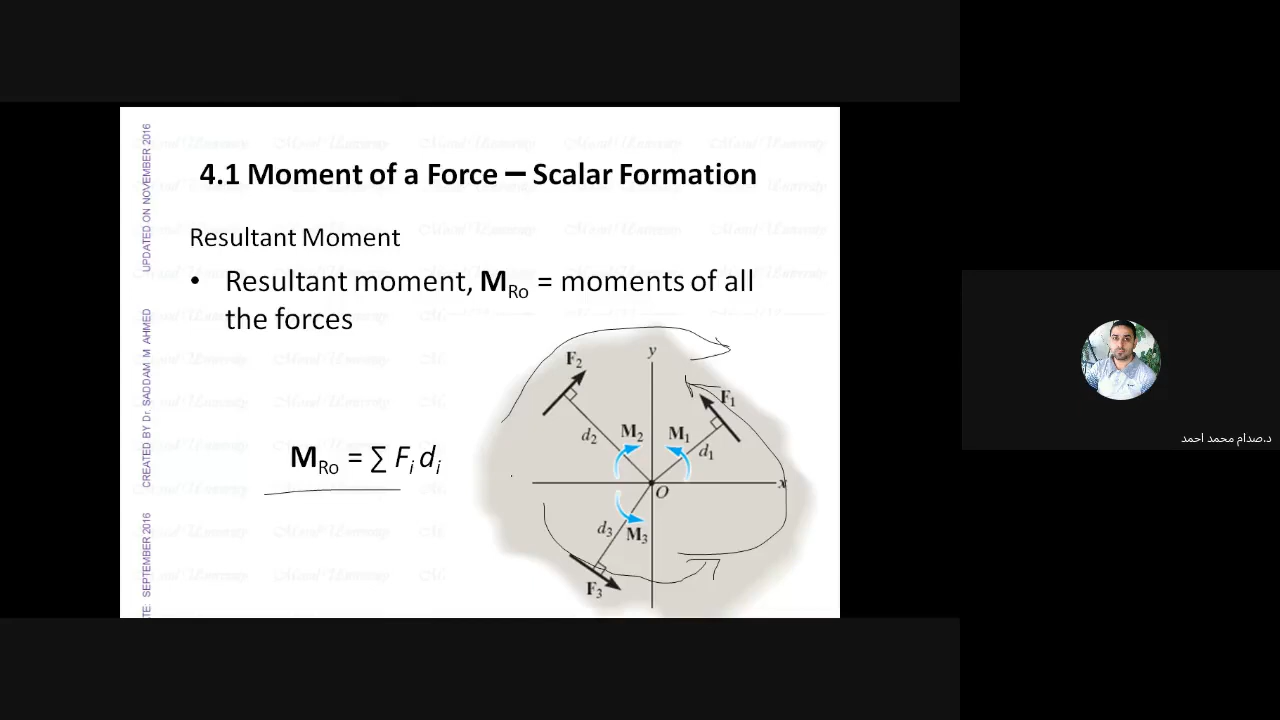 4.1 Moment of a Force – Scalar Formation
Resultant Moment
• Resultant moment, M_Ro = moments of all
the forces
M_Ro = ∑ F_i d_i
y
F₂
F₁
d₂
M₂
M₁
d₁
x
O
d₃
M₃
F₃
UPDATED ON NOVEMBER 2016
CREATED BY Dr. SADDAM M AHMED
TE: SEPTEMBER 2016
د.صدام محمد احمد